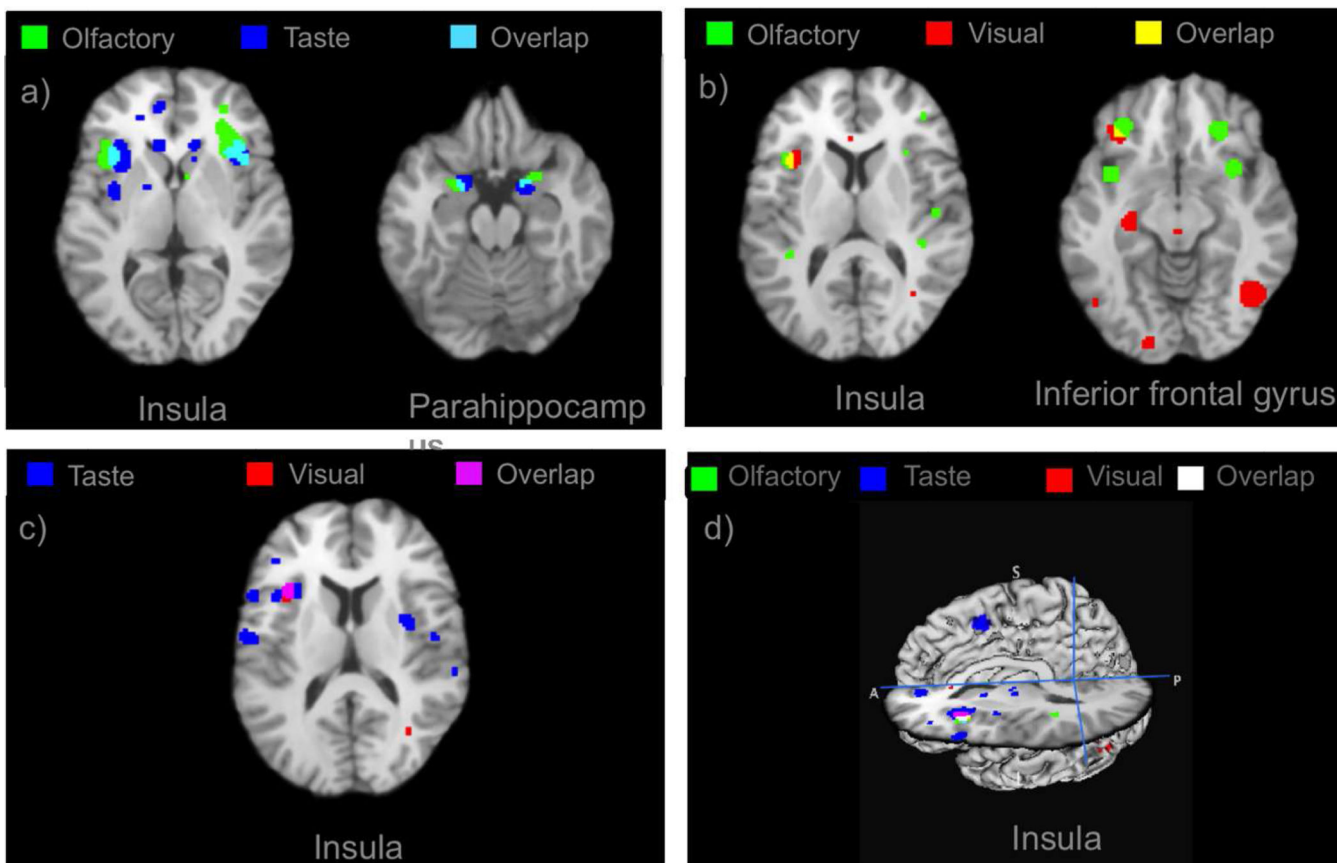 Olfactory Taste Overlap
a)
Insula Parahippocamp
us
Olfactory Visual Overlap
b)
Insula Inferior frontal gyrus
Taste Visual Overlap
c)
Insula
Olfactory Taste Visual Overlap
d)
S
A P
I
Insula